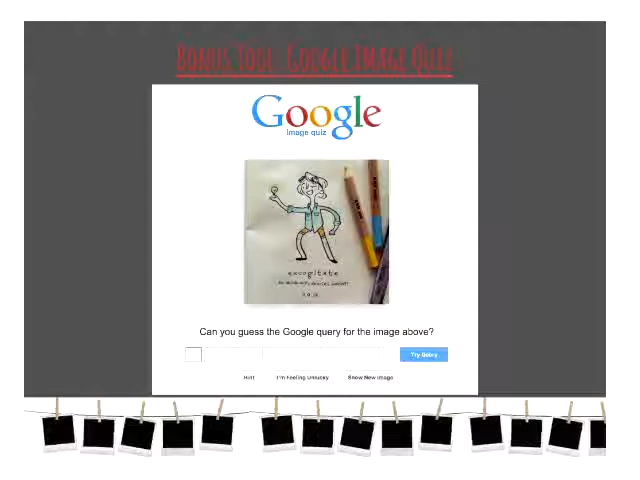 Bonus Tool: Google Image Quiz
Google
Image quiz
excogitate
Can you guess the Google query for the image above?
Try Query
Hint
I'm Feeling Unlucky
Show New Image